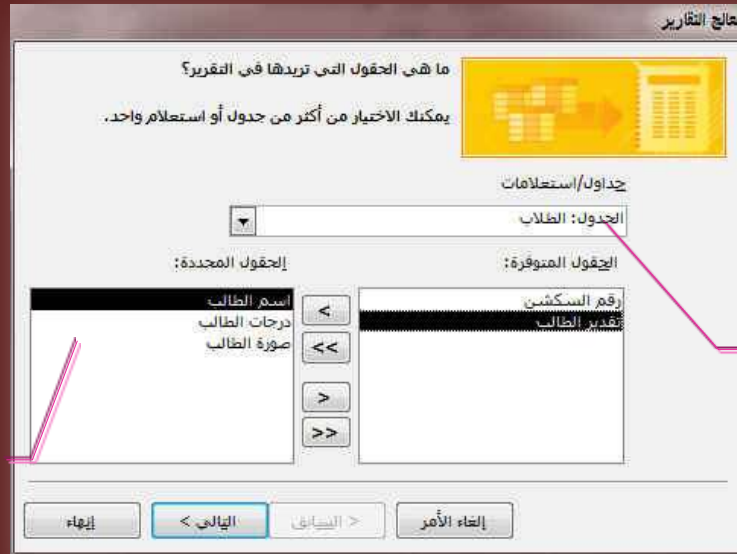 معالج التقارير
ما هي الحقول التي تريدها في التقرير؟
يمكنك الاختيار من أكثر من جدول أو استعلام واحد.
جداول/استعلامات
الجدول: الطلاب
الحقول المتوفرة:
الحقول المحددة:
رقم السكشن
تقدير الطالب
اسم الطالب
درجات الطالب
صورة الطالب
>
>>
<
<<
إلغاء الأمر
< السابق
التالي >
إنهاء